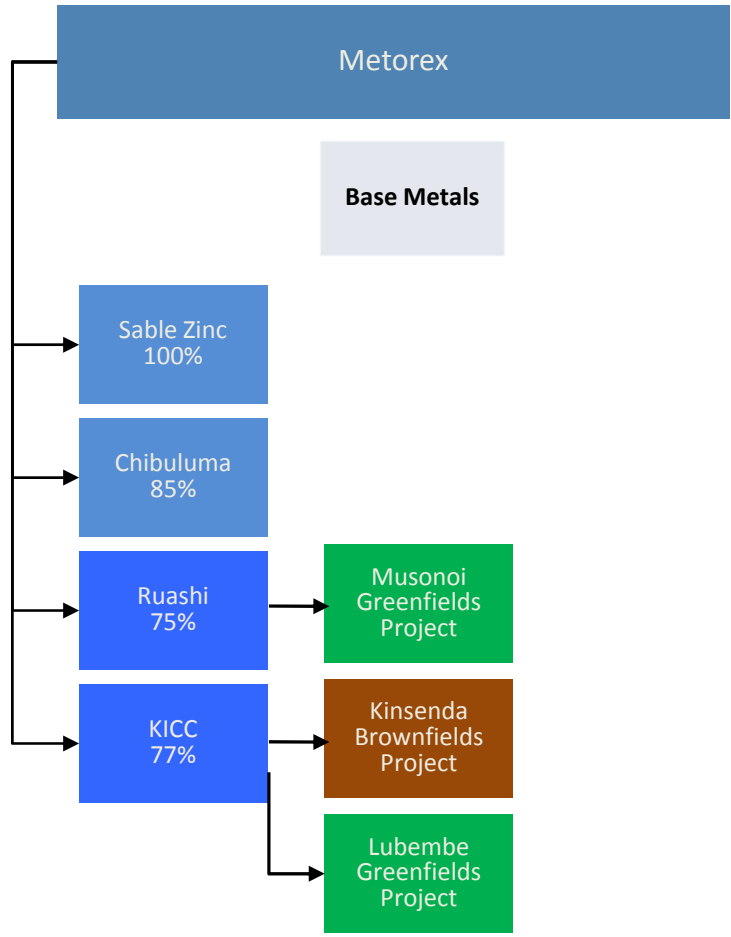 Metorex
Base Metals
Sable Zinc
100%
Chibuluma
85%
Ruashi
75%
Musonoi
Greenfields
Project
KICC
77%
Kinsenda
Brownfields
Project
Lubembe
Greenfields
Project